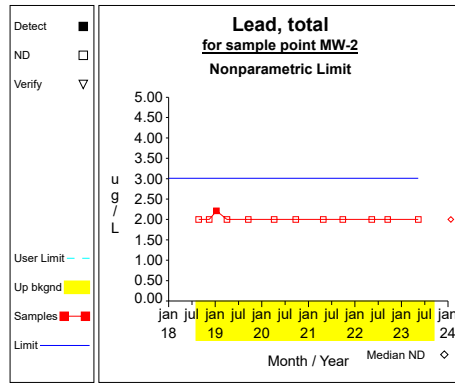 Detect
ND
Verify
User Limit
Up bkgnd
Samples
Limit
Lead, total
for sample point MW-2
Nonparametric Limit
ug/L
5.00
4.50
4.00
3.50
3.00
2.50
2.00
1.50
1.00
0.50
0.00
jan jul jan jul jan jul jan jul jan jul jan jul jan
18 19 20 21 22 23 24
Month / Year
Median ND